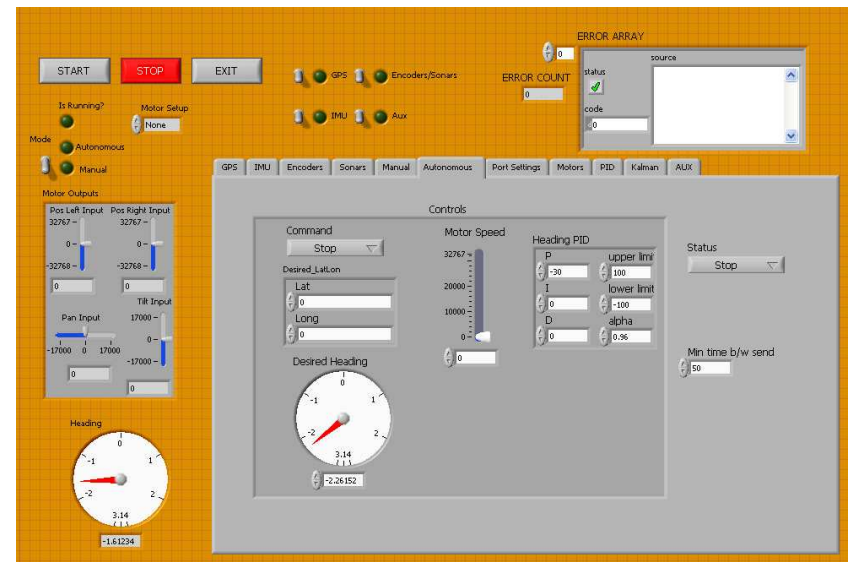 ERROR ARRAY
0
source
START
STOP
EXIT
GPS
Encoders/Sonars
ERROR COUNT
0
status
code
0
Is Running?
Motor Setup
None
IMU
Aux
Mode
Autonomous
Manual
GPS IMU Encoders Sonars Manual Autonomous Port Settings Motors PID Kalman AUX
Motor Outputs
Pos Left Input Pos Right Input
32767 32767
0 0
-32768 -32768
0 0
Tilt Input
Pan Input 17000
0
-17000 0 17000
-17000
0
0
Heading
0
-1 1
-2 2
3.14
-1.61234
Controls
Command
Stop
Desired_LatLon
Lat
0
Long
0
Desired Heading
0
-1 1
-2 2
3.14
-2.26152
Motor Speed
32767
20000
10000
0
0
Heading PID
P upper limi
-30 100
I lower limit
0 -100
D alpha
0 0.96
Status
Stop
Min time b/w send
50